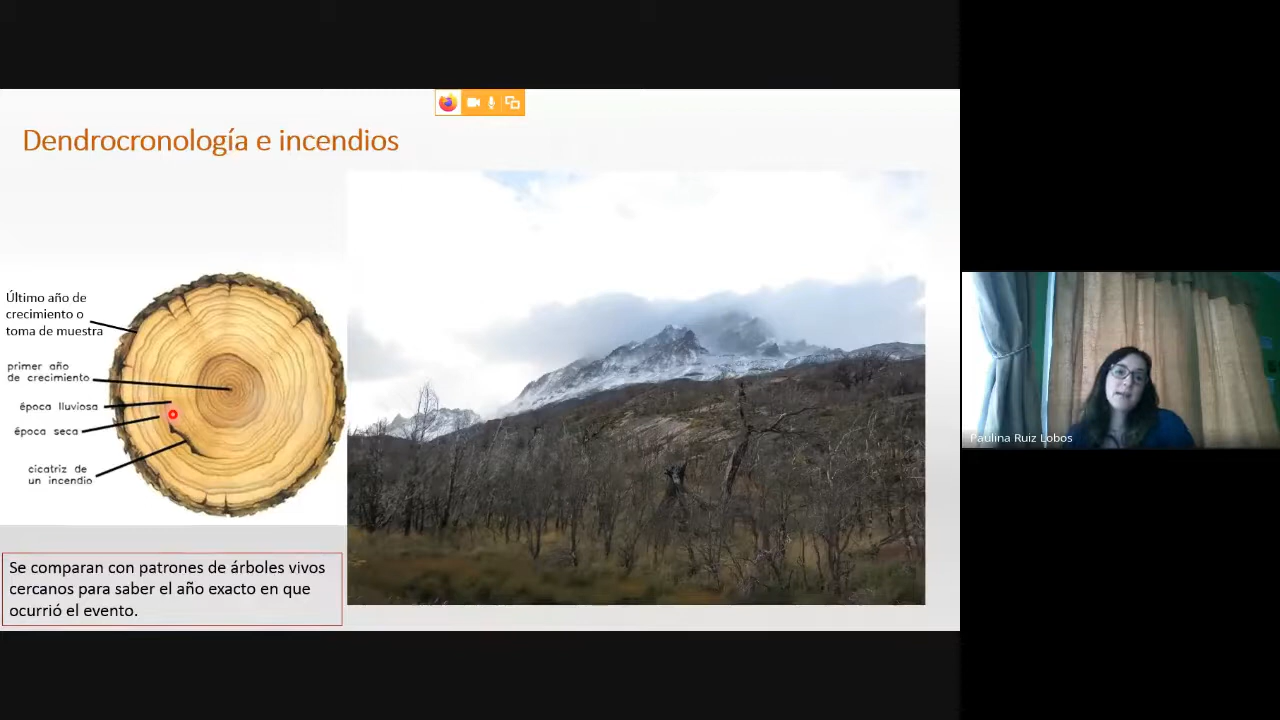 Dendrocronología e incendios
Último año de
crecimiento o
toma de muestra
primer año
de crecimiento
época lluviosa
época seca
cicatriz de
un incendio
Se comparan con patrones de árboles vivos
cercanos para saber el año exacto en que
ocurrió el evento.
Paulina Ruiz Lobos